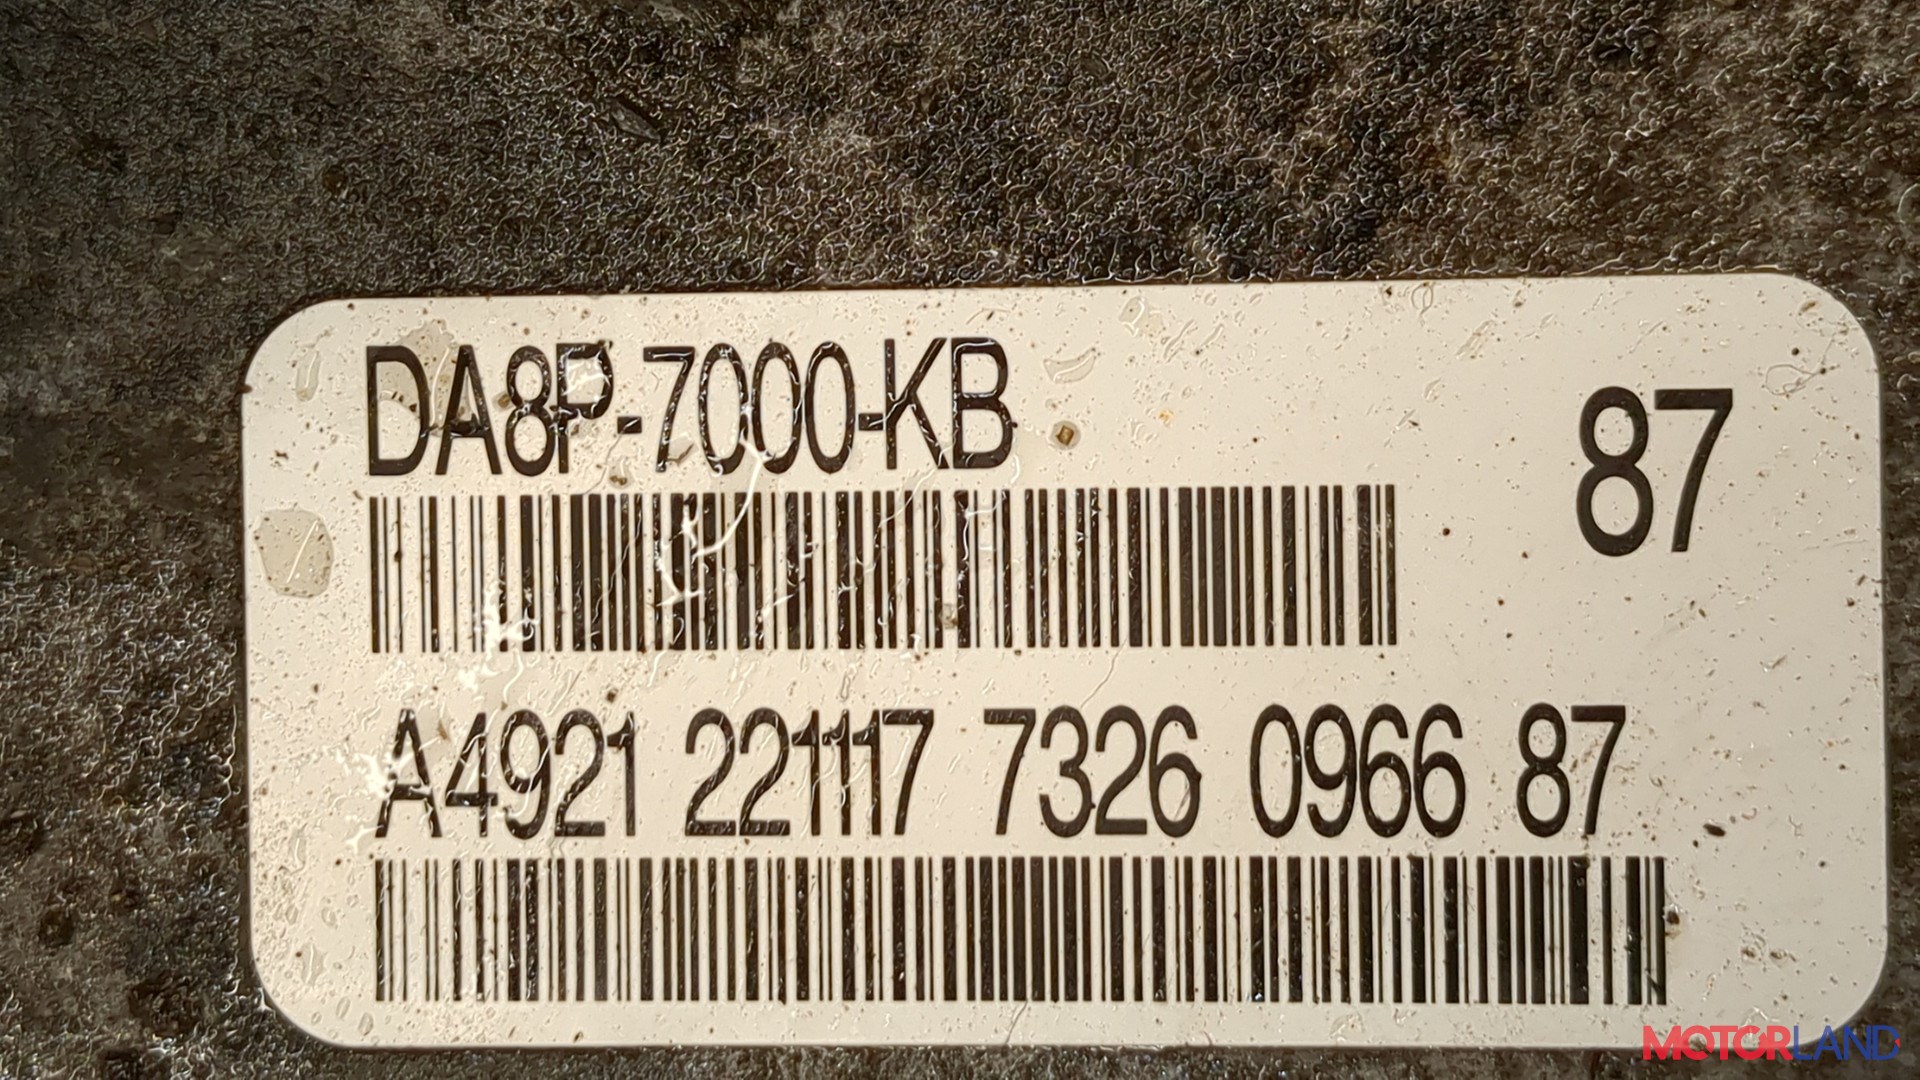 DA8P-7000-KB
87
A4921 221117 7326 0966 87
MOTORLAND